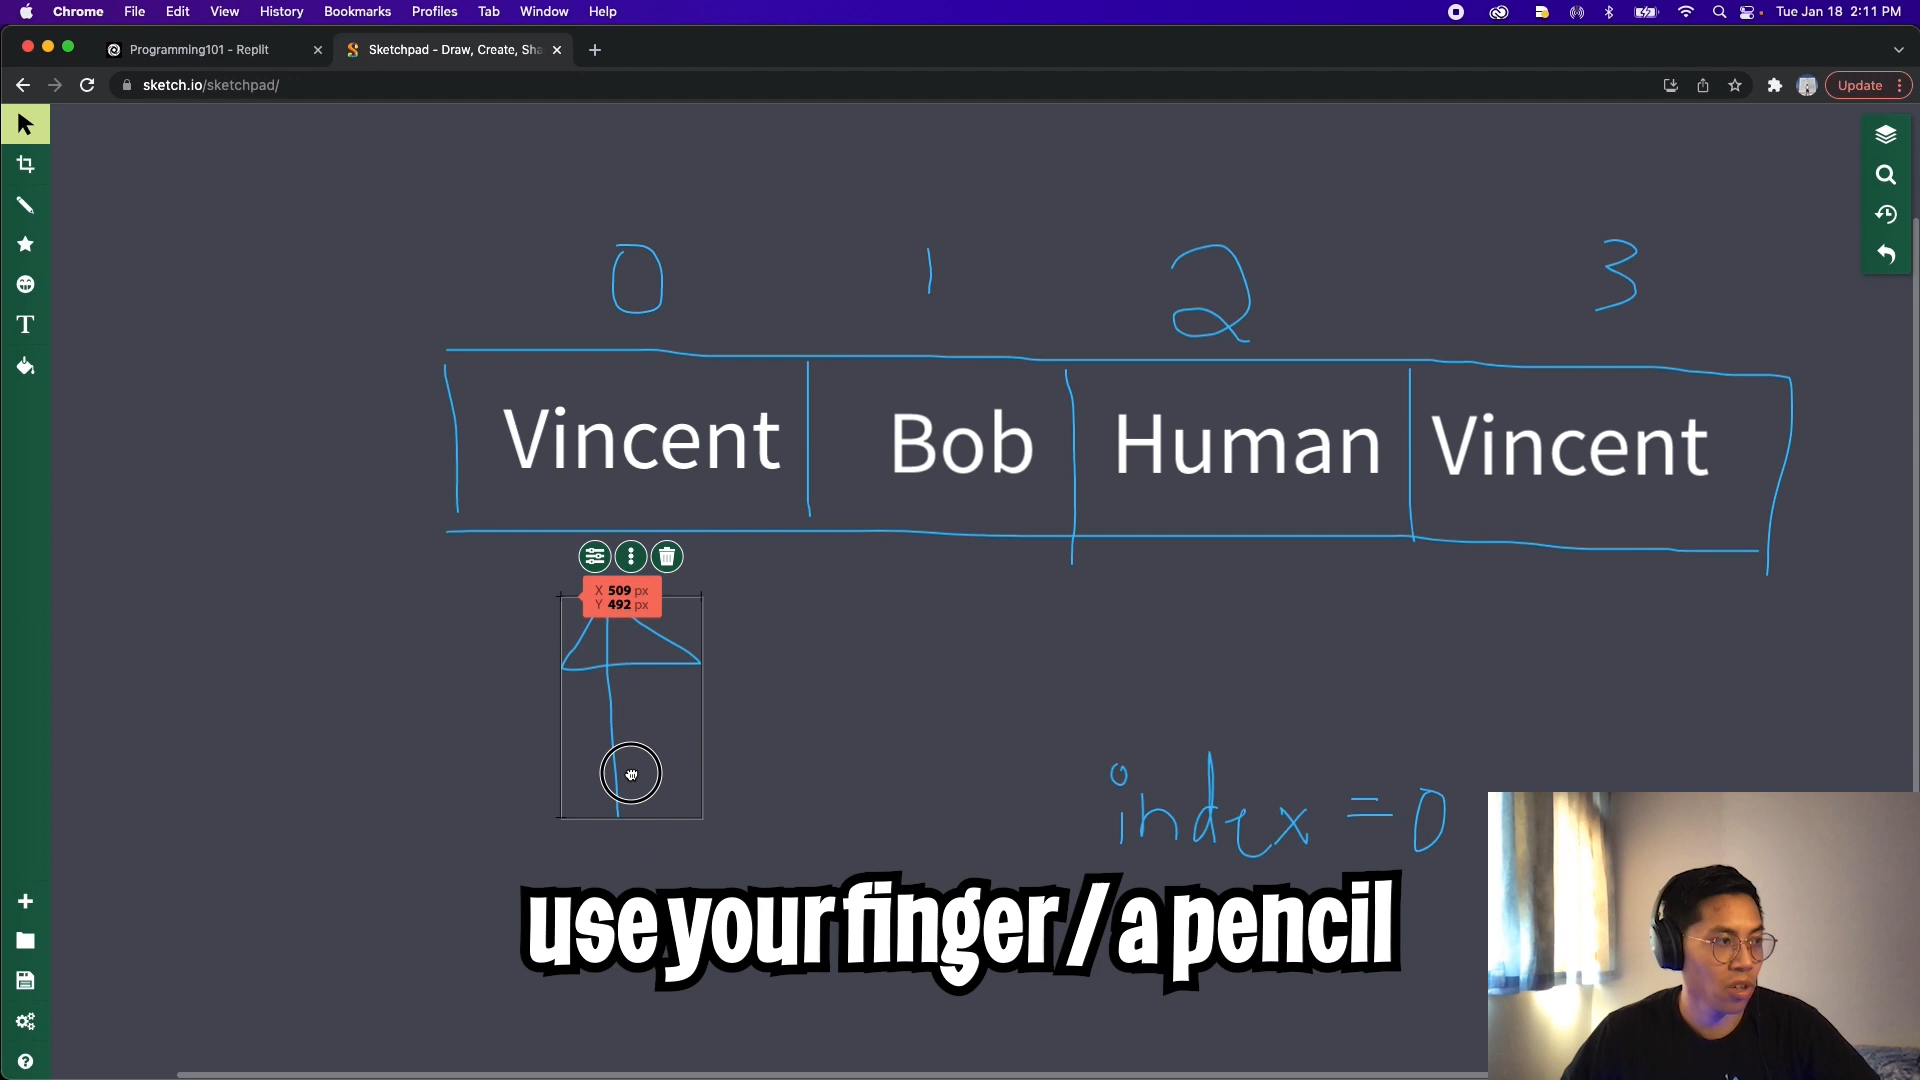 Chrome File Edit View History Bookmarks Profiles Tab Window Help Tue Jan 18 2:11 PM
Programming101 - Replit Sketchpad - Draw, Create, Sha
sketch.io/sketchpad/ Update
0 1 2 3
Vincent Bob Human Vincent
X 509 px
Y 492 px
T
index = 0
use your finger / a pencil